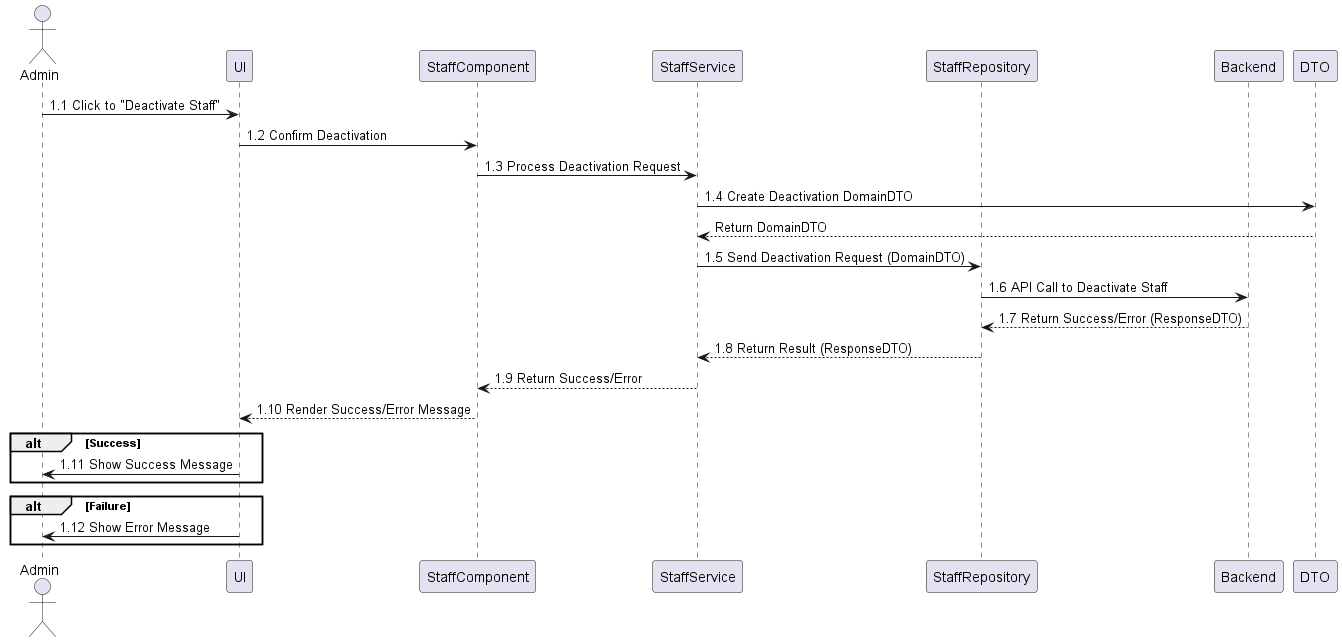 Admin
UI
StaffComponent
StaffService
StaffRepository
Backend
DTO
1.1 Click to "Deactivate Staff"
1.2 Confirm Deactivation
1.3 Process Deactivation Request
1.4 Create Deactivation DomainDTO
Return DomainDTO
1.5 Send Deactivation Request (DomainDTO)
1.6 API Call to Deactivate Staff
1.7 Return Success/Error (ResponseDTO)
1.8 Return Result (ResponseDTO)
1.9 Return Success/Error
1.10 Render Success/Error Message
alt [Success]
1.11 Show Success Message
alt [Failure]
1.12 Show Error Message
Admin
UI
StaffComponent
StaffService
StaffRepository
Backend
DTO